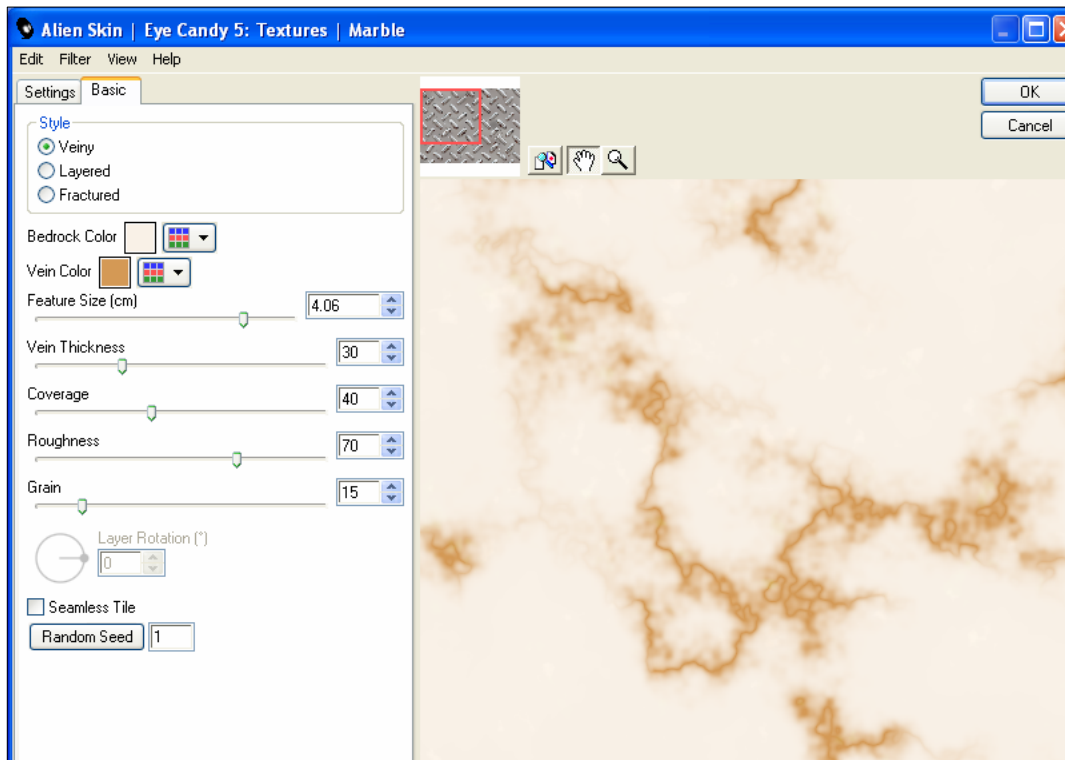 Alien Skin | Eye Candy 5: Textures | Marble
Edit Filter View Help
Settings Basic
Style
Veiny
Layered
Fractured
Bedrock Color
Vein Color
Feature Size (cm)
4.06
Vein Thickness
30
Coverage
40
Roughness
70
Grain
15
Layer Rotation (°)
0
Seamless Tile
Random Seed 1
OK
Cancel